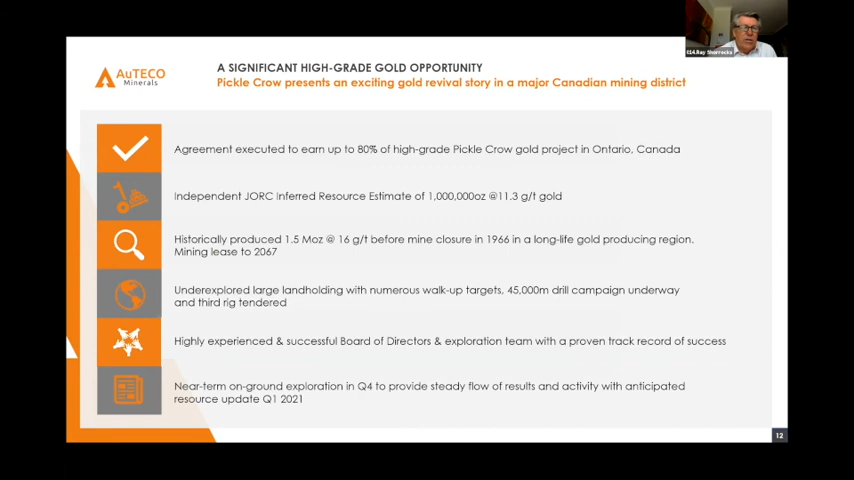 E14.Ray Shorrocks
AuTECO
Minerals
A SIGNIFICANT HIGH-GRADE GOLD OPPORTUNITY
Pickle Crow presents an exciting gold revival story in a major Canadian mining district
Agreement executed to earn up to 80% of high-grade Pickle Crow gold project in Ontario, Canada
Independent JORC Inferred Resource Estimate of 1,000,000oz @11.3 g/t gold
Historically produced 1.5 Moz @ 16 g/t before mine closure in 1966 in a long-life gold producing region.
Mining lease to 2067
Underexplored large landholding with numerous walk-up targets, 45,000m drill campaign underway
and third rig tendered
Highly experienced & successful Board of Directors & exploration team with a proven track record of success
Near-term on-ground exploration in Q4 to provide steady flow of results and activity with anticipated
resource update Q1 2021
12